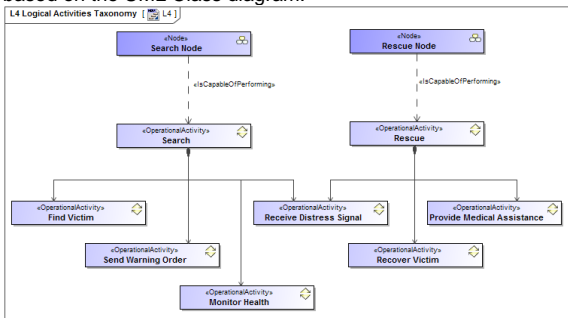 based on the UML Class diagram.
L4 Logical Activities Taxonomy [ L4 ]
«Node»
Search Node
«Node»
Rescue Node
«IsCapableOfPerforming»
«IsCapableOfPerforming»
«OperationalActivity»
Search
«OperationalActivity»
Rescue
«OperationalActivity»
Find Victim
«OperationalActivity»
Receive Distress Signal
«OperationalActivity»
Provide Medical Assistance
«OperationalActivity»
Send Warning Order
«OperationalActivity»
Recover Victim
«OperationalActivity»
Monitor Health